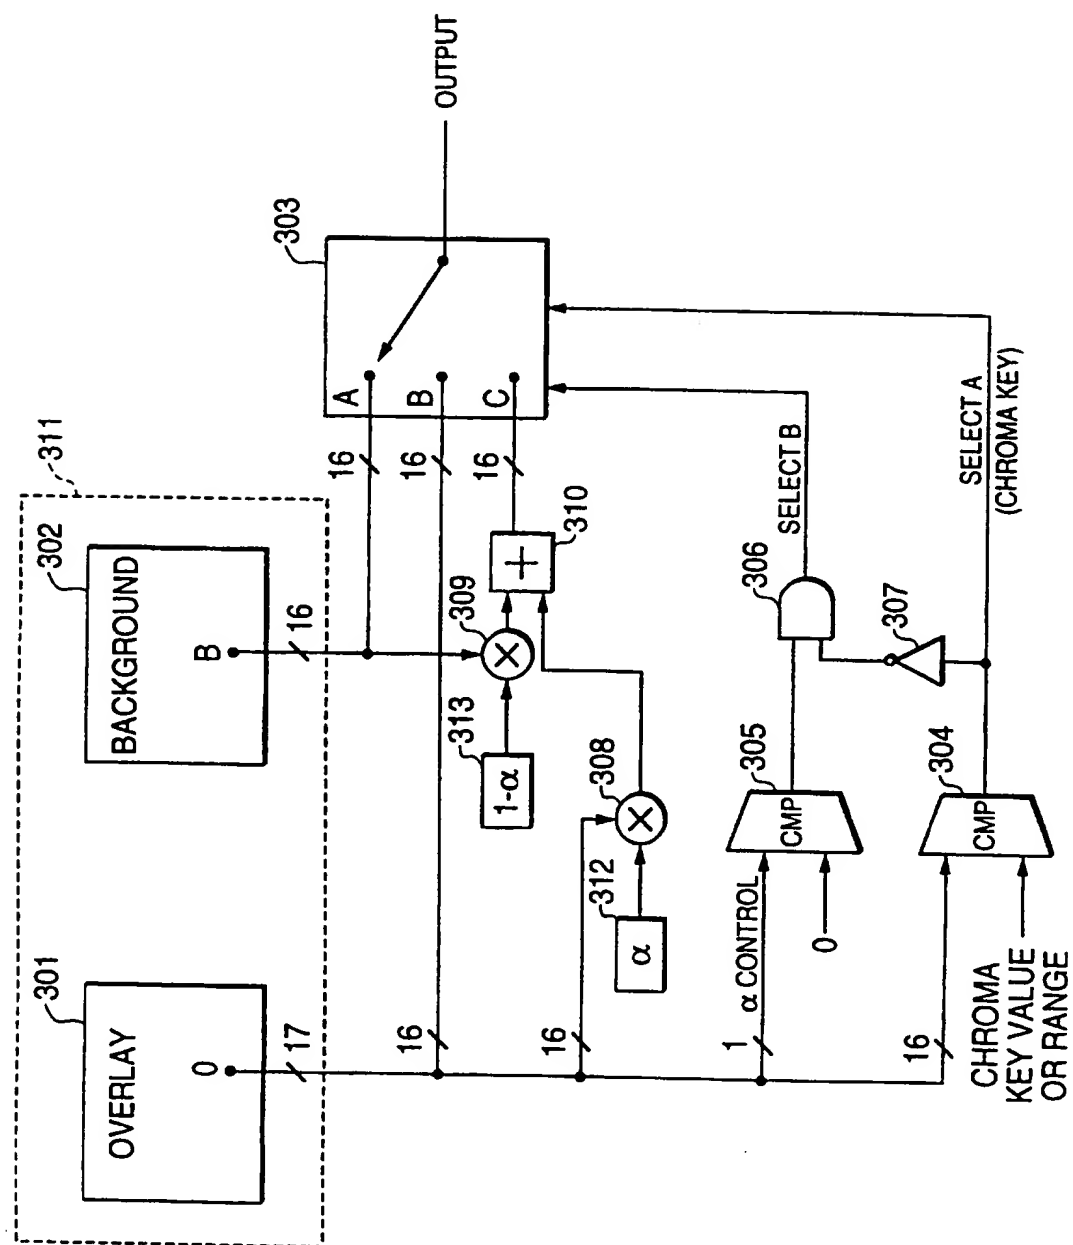 311
301
OVERLAY
0
17
302
BACKGROUND
B
16
303
A
B
C
OUTPUT
16
16
16
309
310
+
×
313
1-α
16
16
308
×
312
α
1
α CONTROL
0
305
CMP
306
SELECT B
307
16
CHROMA
KEY VALUE
OR RANGE
304
CMP
SELECT A
(CHROMA KEY)